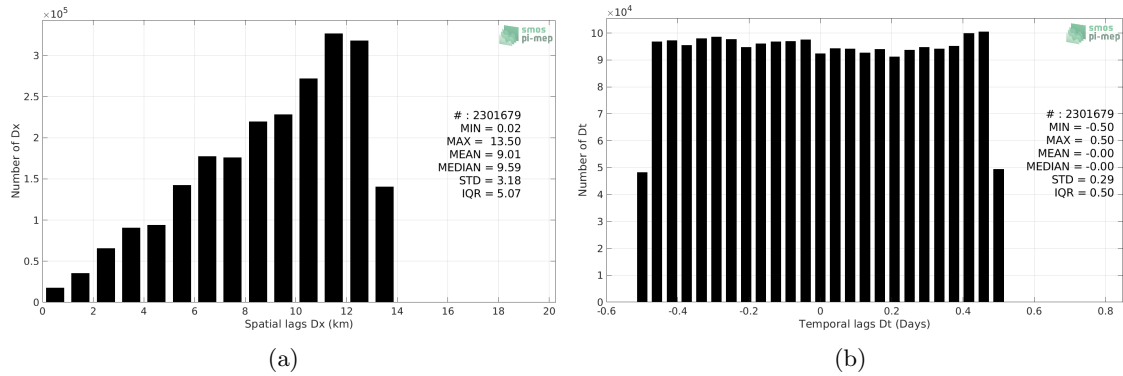 ×10⁵
3
2.5
2
1.5
1
0.5
0
0 2 4 6 8 10 12 14 16 18 20
Number of Dx
Spatial lags Dx (km)
smos
pi-mep
# : 2301679
MIN = 0.02
MAX = 13.50
MEAN = 9.01
MEDIAN = 9.59
STD = 3.18
IQR = 5.07
(a)
×10⁴
10
9
8
7
6
5
4
3
2
1
0
-0.6 -0.4 -0.2 0 0.2 0.4 0.6 0.8
Number of Dt
Temporal lags Dt (Days)
smos
pi-mep
# : 2301679
MIN = -0.50
MAX = 0.50
MEAN = -0.00
MEDIAN = -0.00
STD = 0.29
IQR = 0.50
(b)